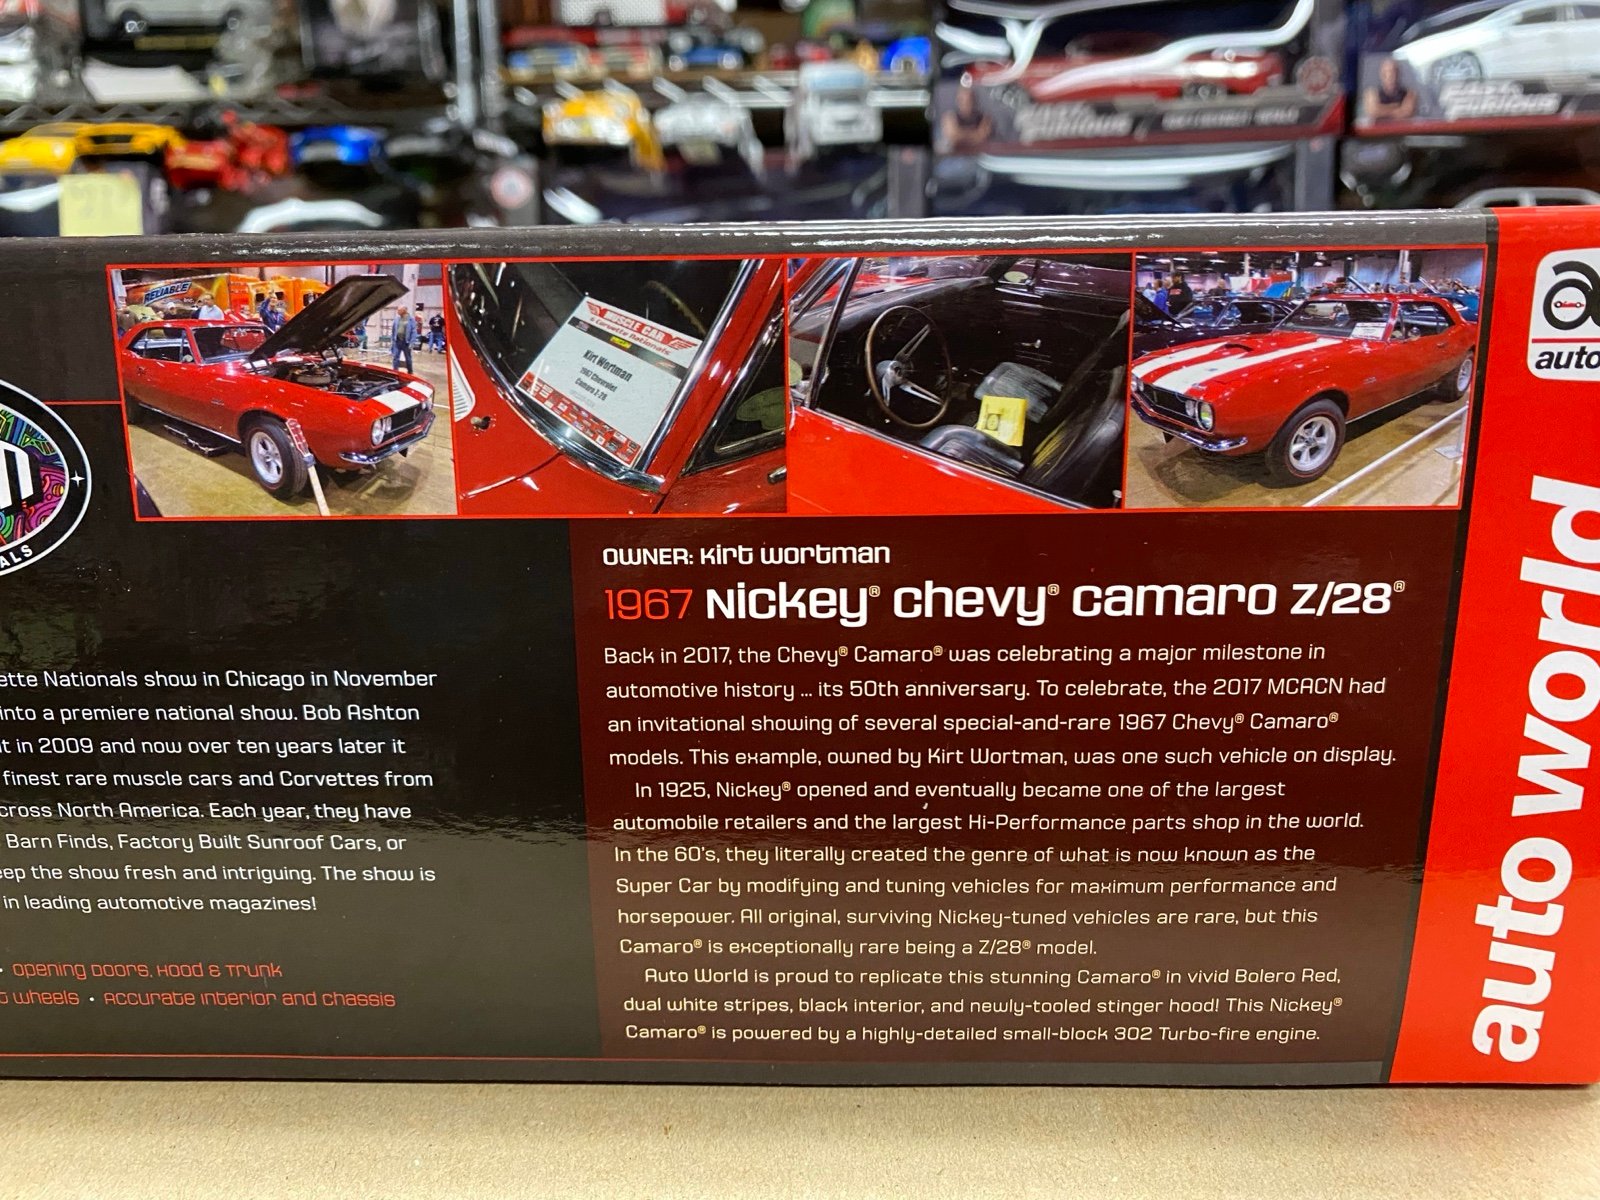 RELIABLE
MUSCLE CAR
& Corvette Nationals
Kirt Wortman
1967 Chevrolet
Camaro Z-28
ALS
ette Nationals show in Chicago in November
into a premiere national show. Bob Ashton
t in 2009 and now over ten years later it
finest rare muscle cars and Corvettes from
cross North America. Each year, they have
Barn Finds, Factory Built Sunroof Cars, or
eep the show fresh and intriguing. The show is
in leading automotive magazines!
• opening doors, hood & trunk
t wheels • accurate interior and chassis
OWNER: Kirt Wortman
1967 Nickey® Chevy® Camaro Z/28®
Back in 2017, the Chevy® Camaro® was celebrating a major milestone in
automotive history ... its 50th anniversary. To celebrate, the 2017 MCACN had
an invitational showing of several special-and-rare 1967 Chevy® Camaro®
models. This example, owned by Kirt Wortman, was one such vehicle on display.
In 1925, Nickey® opened and eventually became one of the largest
automobile retailers and the largest Hi-Performance parts shop in the world.
In the 60's, they literally created the genre of what is now known as the
Super Car by modifying and tuning vehicles for maximum performance and
horsepower. All original, surviving Nickey-tuned vehicles are rare, but this
Camaro® is exceptionally rare being a Z/28® model.
Auto World is proud to replicate this stunning Camaro® in vivid Bolero Red,
dual white stripes, black interior, and newly-tooled stinger hood! This Nickey®
Camaro® is powered by a highly-detailed small-block 302 Turbo-fire engine.
auto
auto world